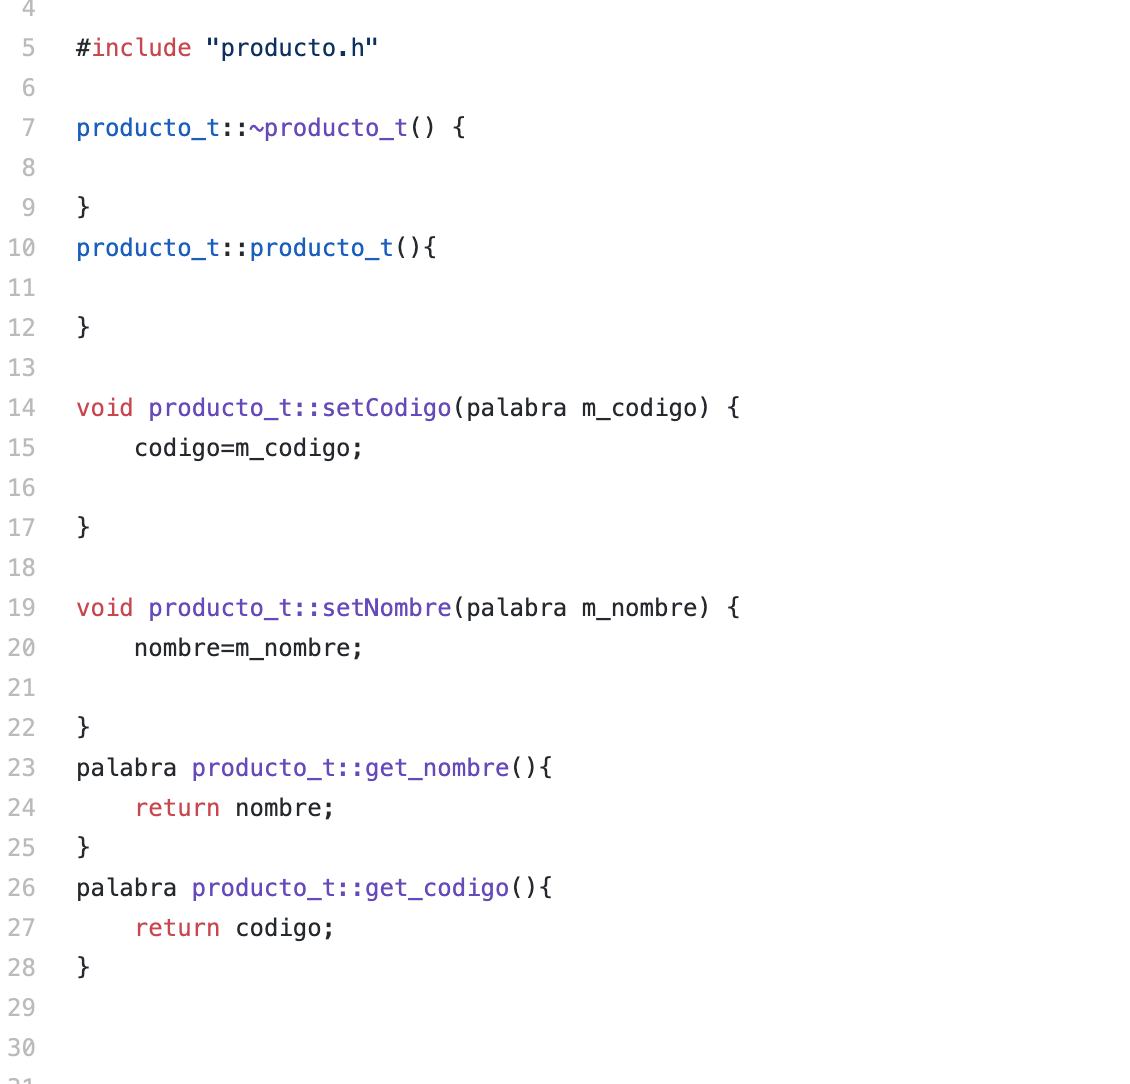 4
5 #include "producto.h"
6
7 producto_t::~producto_t() {
8
9 }
10 producto_t::producto_t(){
11
12 }
13
14 void producto_t::setCodigo(palabra m_codigo) {
15     codigo=m_codigo;
16
17 }
18
19 void producto_t::setNombre(palabra m_nombre) {
20     nombre=m_nombre;
21
22 }
23 palabra producto_t::get_nombre(){
24     return nombre;
25 }
26 palabra producto_t::get_codigo(){
27     return codigo;
28 }
29
30
31